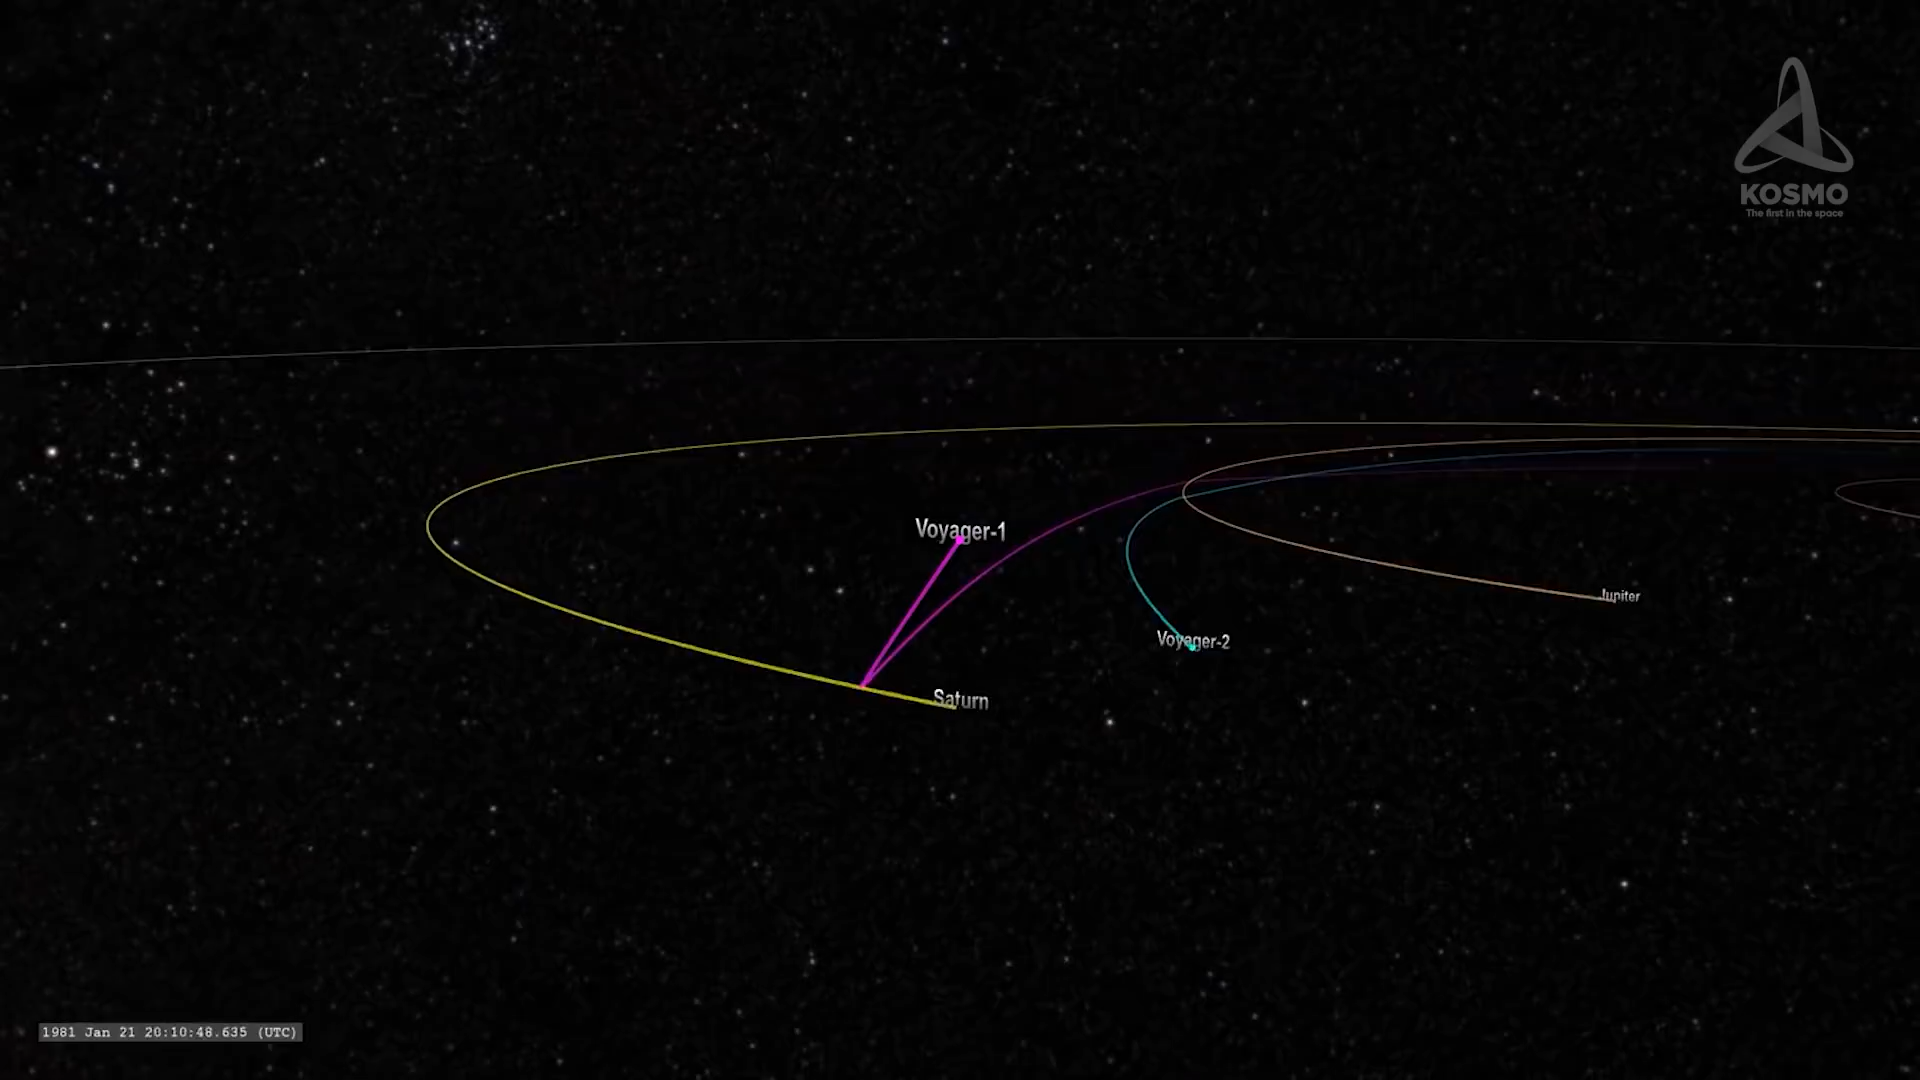 KOSMO
The first in the space
Voyager-1
Jupiter
Voyager-2
Saturn
1981 Jan 21 20:10:48.635 (UTC)